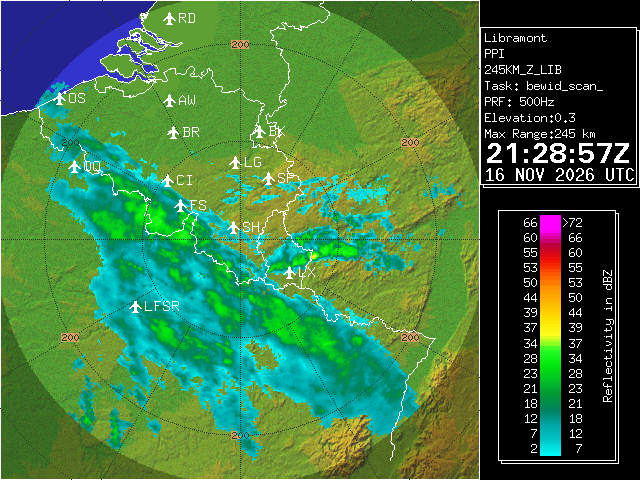 RD
200
OS
AW
BR
BK
200
LG
CI
SP
FS
SH
LX
LFSR
200
200
200
Libramont
PPI
245KM_Z_LIB
Task: bewid_scan_
PRF: 500Hz
Elevation:0.3
Max Range:245 km
21:28:57Z
16 NOV 2026 UTC
66 >72
60 66
55 60
53 55
50 53
44 50
39 44
37 39
34 37
28 34
23 28
21 23
18 21
12 18
7 12
2 7
Reflectivity in dBZ